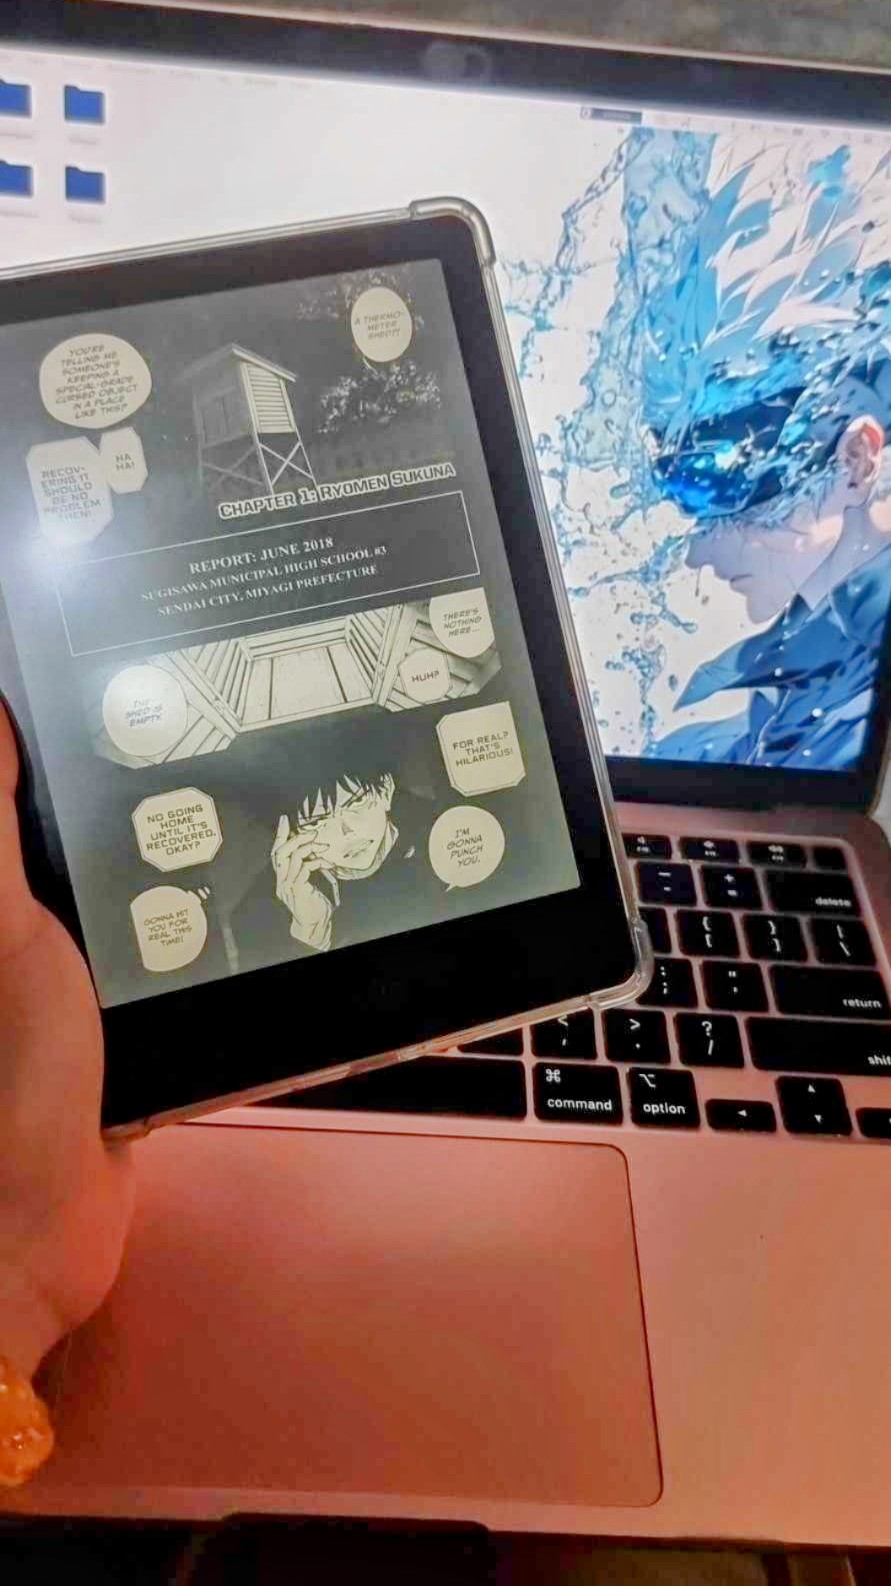 A THERMO-
METER
SHED?!
YOU'RE
TELLING ME
SOMEONE'S
KEEPING A
SPECIAL-GRADE
CURSED OBJECT
IN A PLACE
LIKE THIS?
HA
HA!
RECOV-
ERING IT
SHOULD
BE NO
PROBLEM
THEN!
CHAPTER 1: RYOMEN SUKUNA
REPORT: JUNE 2018
SUGISAWA MUNICIPAL HIGH SCHOOL #3
SENDAI CITY, MIYAGI PREFECTURE
THERE'S
NOTHING
HERE...
HUH?
THE
SHED IS
EMPTY.
FOR REAL?
THAT'S
HILARIOUS!
NO GOING
HOME
UNTIL IT'S
RECOVERED,
OKAY?
I'M
GONNA
PUNCH
YOU.
GONNA HIT
YOU FOR
REAL THIS
TIME!
- +
=
delete
{ } |
[ ] \
: "
; ,
return
< > ?
, . /
shif
⌘ ⌥
command option
◄ ▲
▼